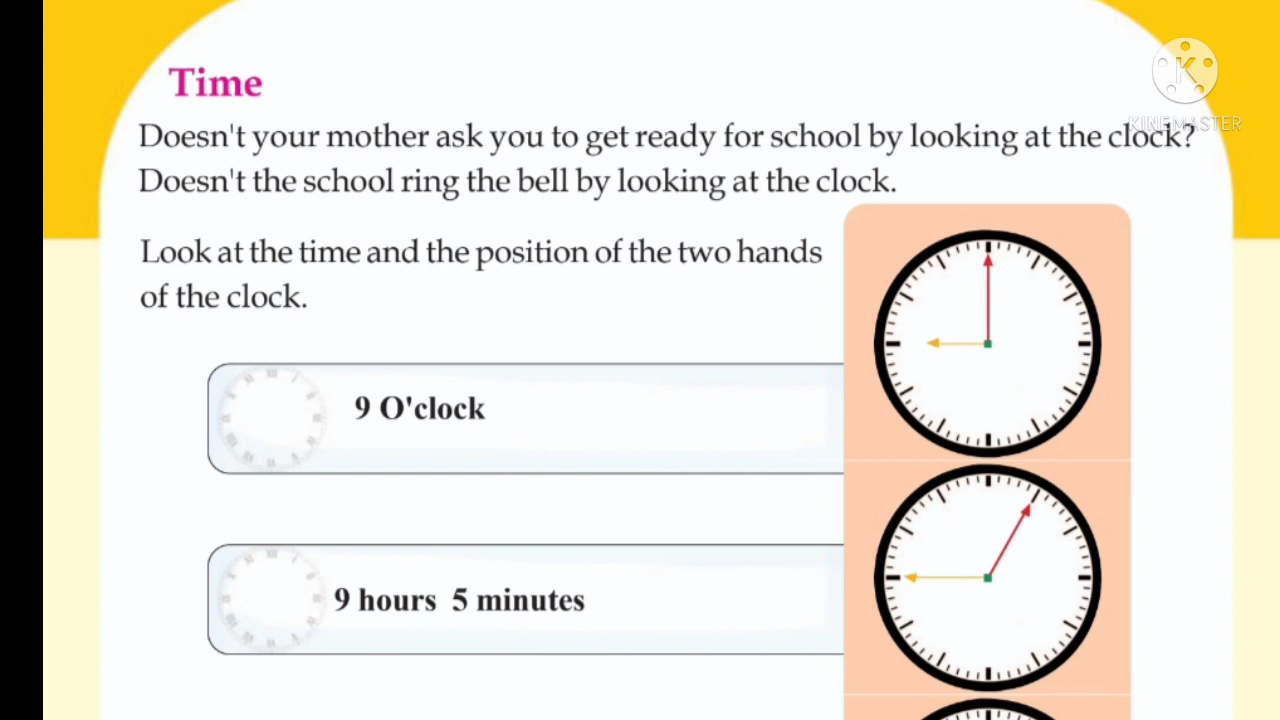 Time
KINEMASTER
Doesn't your mother ask you to get ready for school by looking at the clock?
Doesn't the school ring the bell by looking at the clock.
Look at the time and the position of the two hands
of the clock.
9 O'clock
9 hours 5 minutes